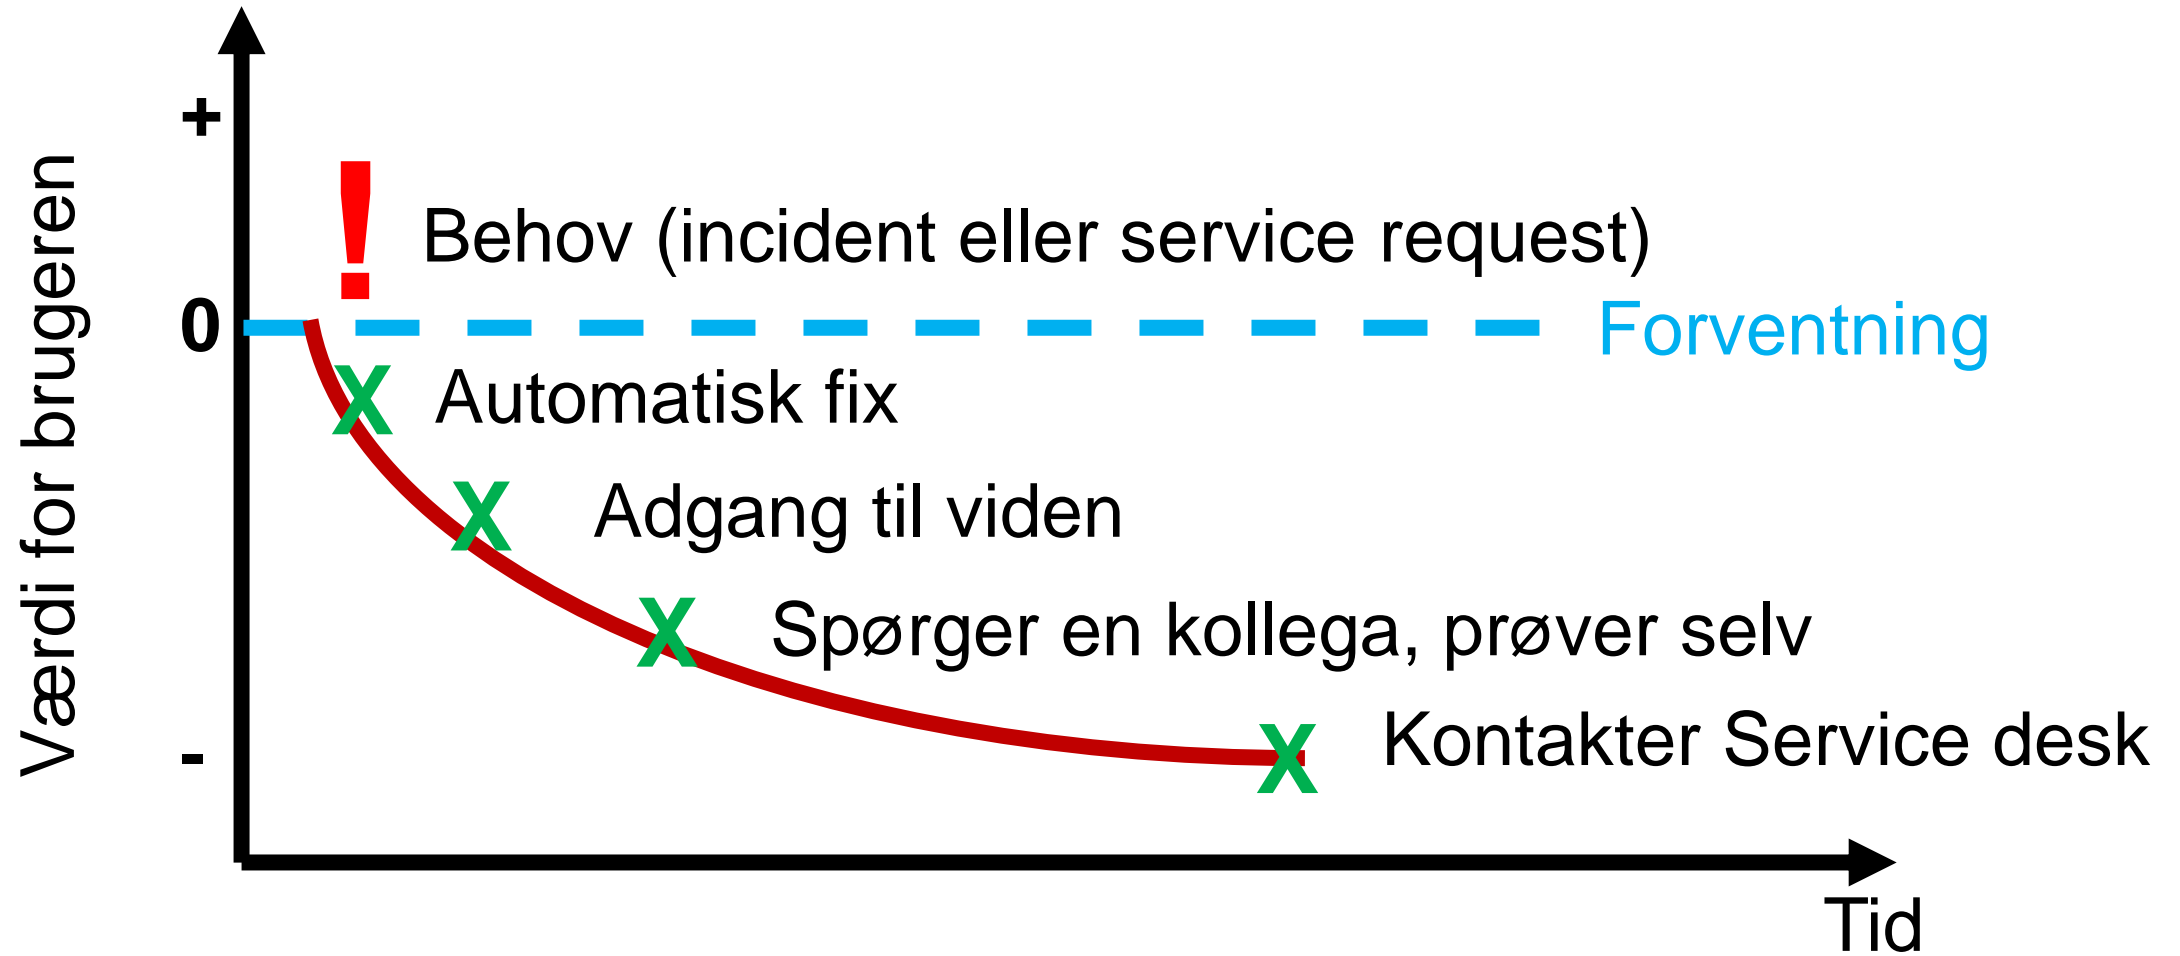 Værdi for brugeren
+
! Behov (incident eller service request)
0
Forventning
X Automatisk fix
X Adgang til viden
X Spørger en kollega, prøver selv
-
X Kontakter Service desk
Tid